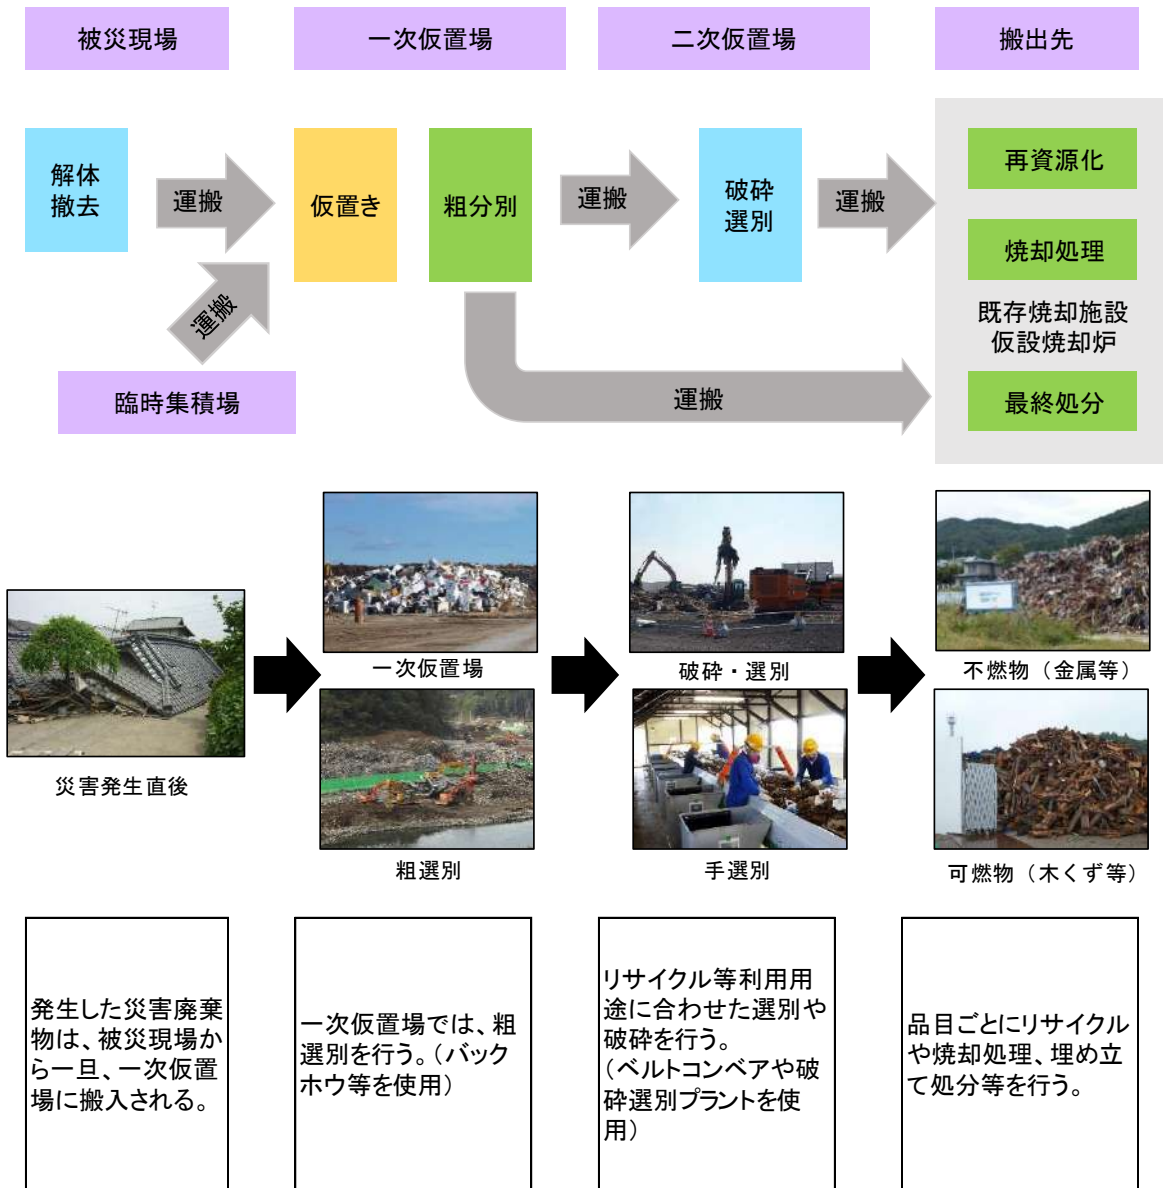 被災現場
一次仮置場
二次仮置場
搬出先
解体
撤去
運搬
仮置き
粗分別
運搬
破砕
選別
運搬
再資源化
焼却処理
既存焼却施設
仮設焼却炉
最終処分
運搬
臨時集積場
運搬
災害発生直後
一次仮置場
粗選別
破砕・選別
手選別
不燃物（金属等）
可燃物（木くず等）
発生した災害廃棄
物は、被災現場か
ら一旦、一次仮置
場に搬入される。
一次仮置場では、粗
選別を行う。（バック
ホウ等を使用）
リサイクル等利用用
途に合わせた選別や
破砕を行う。
（ベルトコンベアや破
砕選別プラントを使
用）
品目ごとにリサイクル
や焼却処理、埋め立
て処分等を行う。